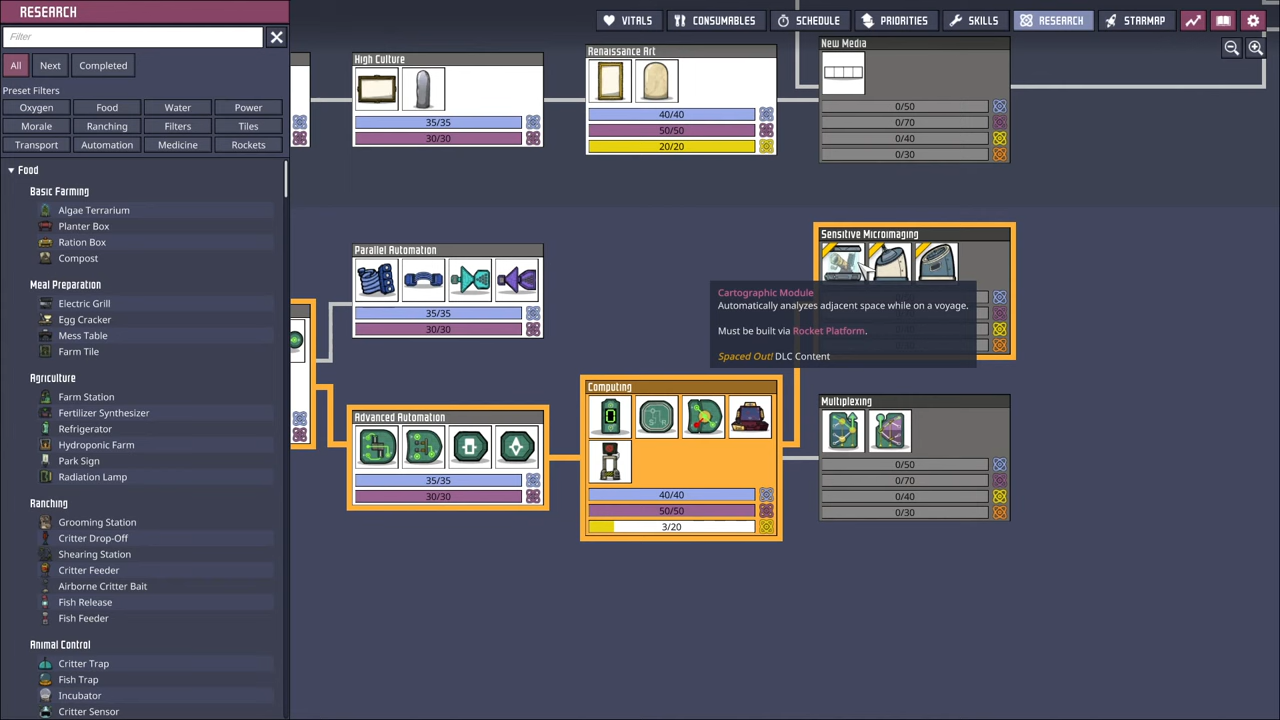 RESEARCH
VITALS
CONSUMABLES
SCHEDULE
PRIORITIES
SKILLS
RESEARCH
STARMAP
Filter
All
Next
Completed
Preset Filters
Oxygen
Food
Water
Power
Morale
Ranching
Filters
Tiles
Transport
Automation
Medicine
Rockets
Food
Basic Farming
Algae Terrarium
Planter Box
Ration Box
Compost
Meal Preparation
Electric Grill
Egg Cracker
Mess Table
Farm Tile
Agriculture
Farm Station
Fertilizer Synthesizer
Refrigerator
Hydroponic Farm
Park Sign
Radiation Lamp
Ranching
Grooming Station
Critter Drop-Off
Shearing Station
Critter Feeder
Airborne Critter Bait
Fish Release
Fish Feeder
Animal Control
Critter Trap
Fish Trap
Incubator
Critter Sensor
High Culture
35/35
30/30
Renaissance Art
40/40
50/50
20/20
New Media
0/50
0/70
0/40
0/30
Parallel Automation
35/35
30/30
Sensitive Microimaging
Cartographic Module
Automatically analyzes adjacent space while on a voyage.
Must be built via Rocket Platform.
Spaced Out! DLC Content
Advanced Automation
35/35
30/30
Computing
40/40
50/50
3/20
Multiplexing
0/50
0/70
0/40
0/30